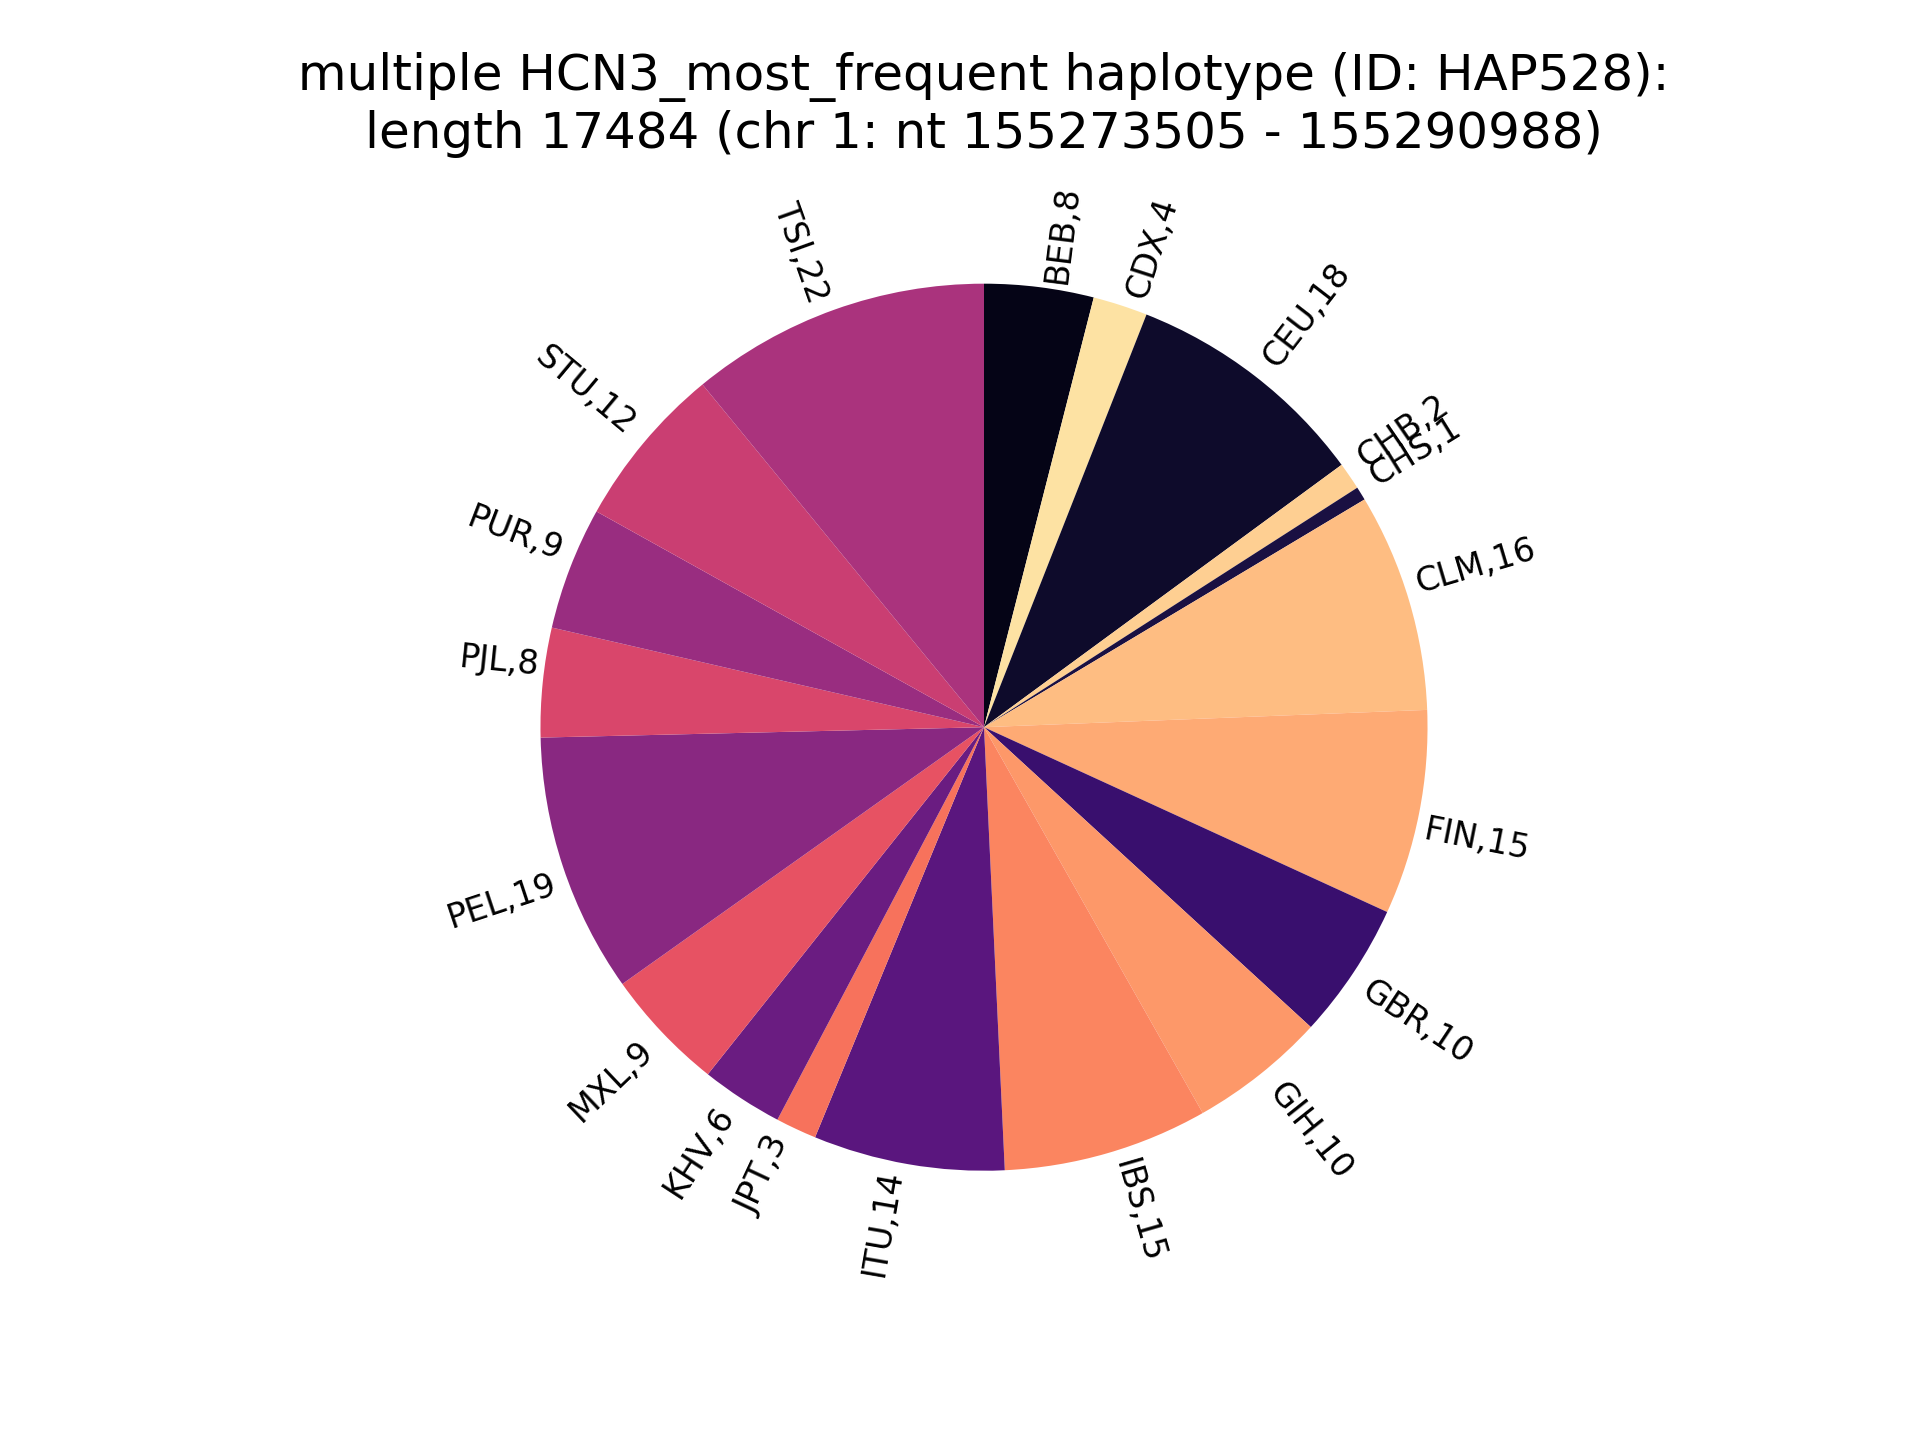 multiple HCN3_most_frequent haplotype (ID: HAP528):
length 17484 (chr 1: nt 155273505 - 155290988)
BEB,8
CDX,4
CEU,18
CHB,2
CHS,1
CLM,16
FIN,15
GBR,10
GIH,10
IBS,15
ITU,14
JPT,3
KHV,6
MXL,9
PEL,19
PJL,8
PUR,9
STU,12
TSI,22